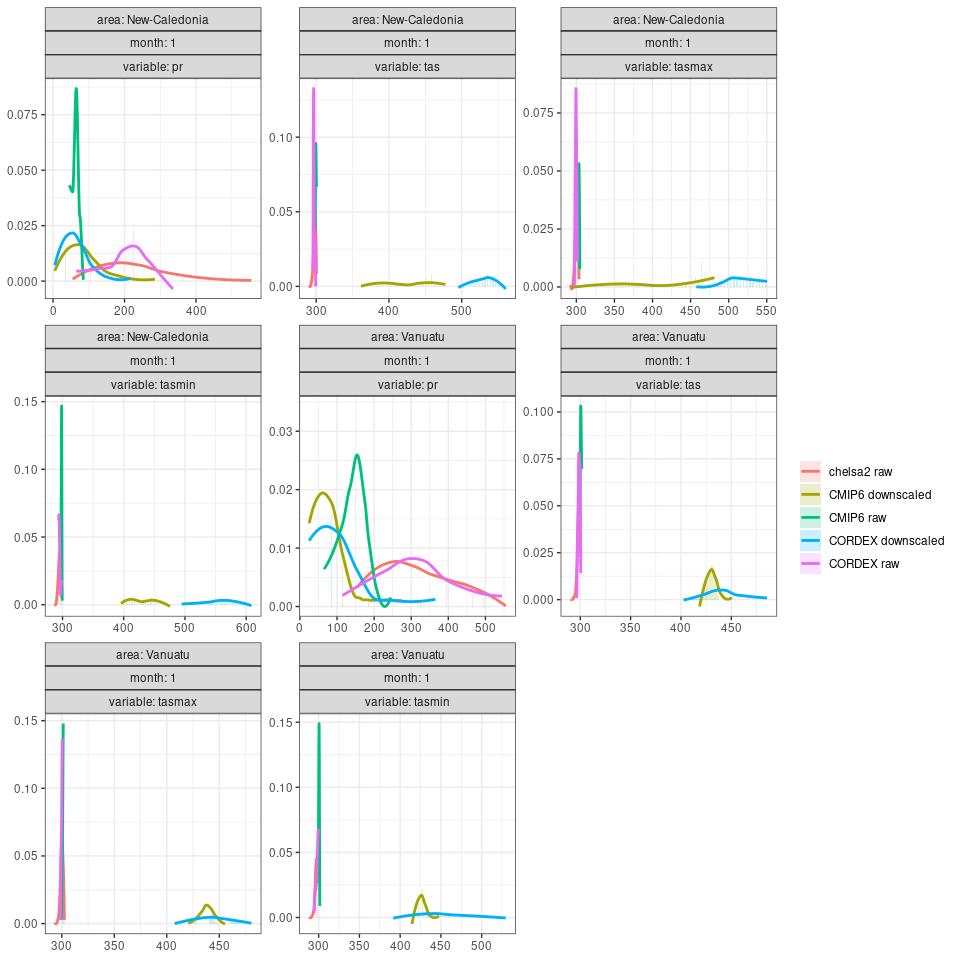 area: New-Caledonia
month: 1
variable: pr
0.000
0.025
0.050
0.075
0
200
400
area: New-Caledonia
month: 1
variable: tas
0.00
0.05
0.10
300
400
500
area: New-Caledonia
month: 1
variable: tasmax
0.000
0.025
0.050
0.075
300
350
400
450
500
550
area: New-Caledonia
month: 1
variable: tasmin
0.00
0.05
0.10
0.15
300
400
500
600
area: Vanuatu
month: 1
variable: pr
0.00
0.01
0.02
0.03
0
100
200
300
400
500
area: Vanuatu
month: 1
variable: tas
0.000
0.025
0.050
0.075
0.100
300
350
400
450
area: Vanuatu
month: 1
variable: tasmax
0.00
0.05
0.10
0.15
300
350
400
450
area: Vanuatu
month: 1
variable: tasmin
0.00
0.05
0.10
0.15
300
350
400
450
500
chelsa2 raw
CMIP6 downscaled
CMIP6 raw
CORDEX downscaled
CORDEX raw